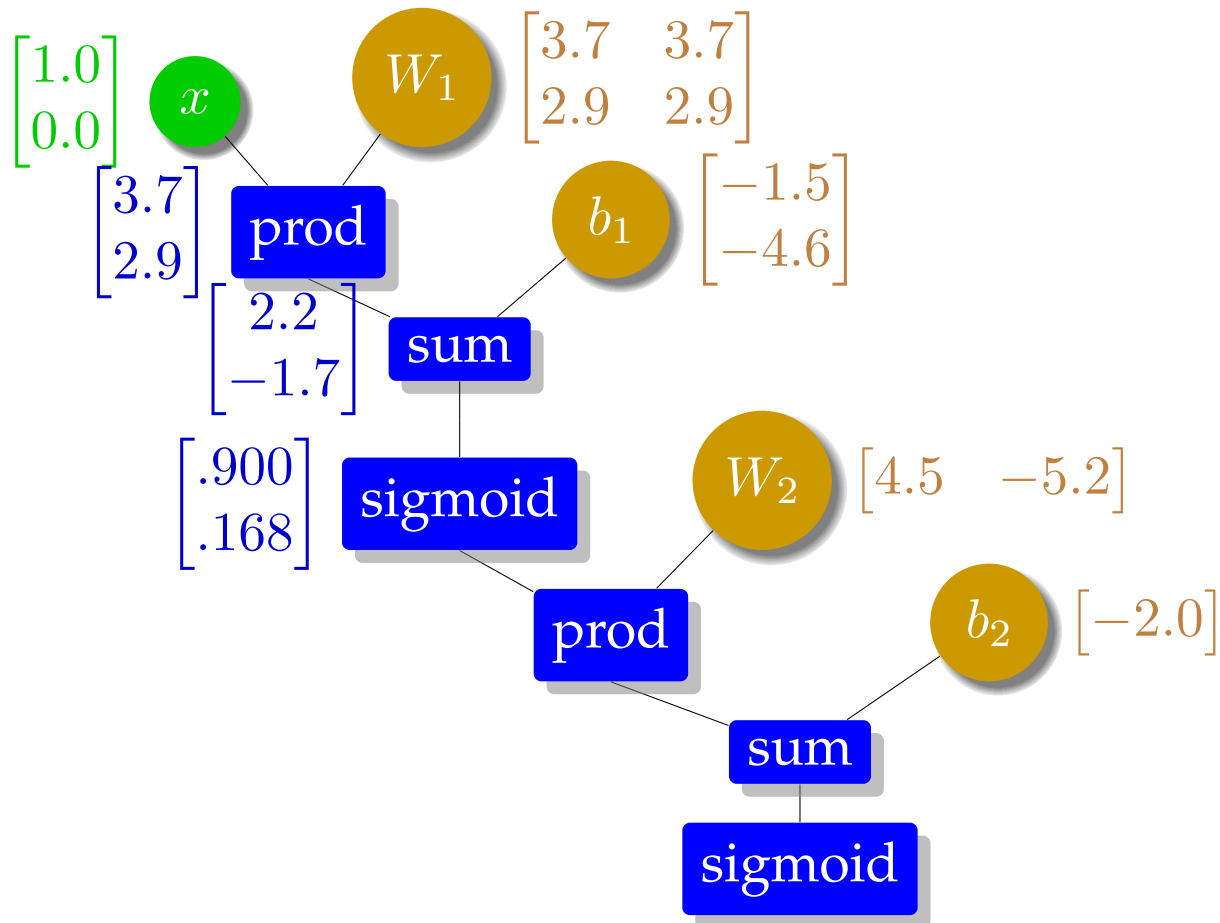 [1.0
0.0]
x
W₁
[3.7 3.7
2.9 2.9]
[3.7
2.9]
prod
b₁
[−1.5
−4.6]
[2.2
−1.7]
sum
[.900
.168]
sigmoid
W₂
[4.5 −5.2]
prod
b₂
[−2.0]
sum
sigmoid